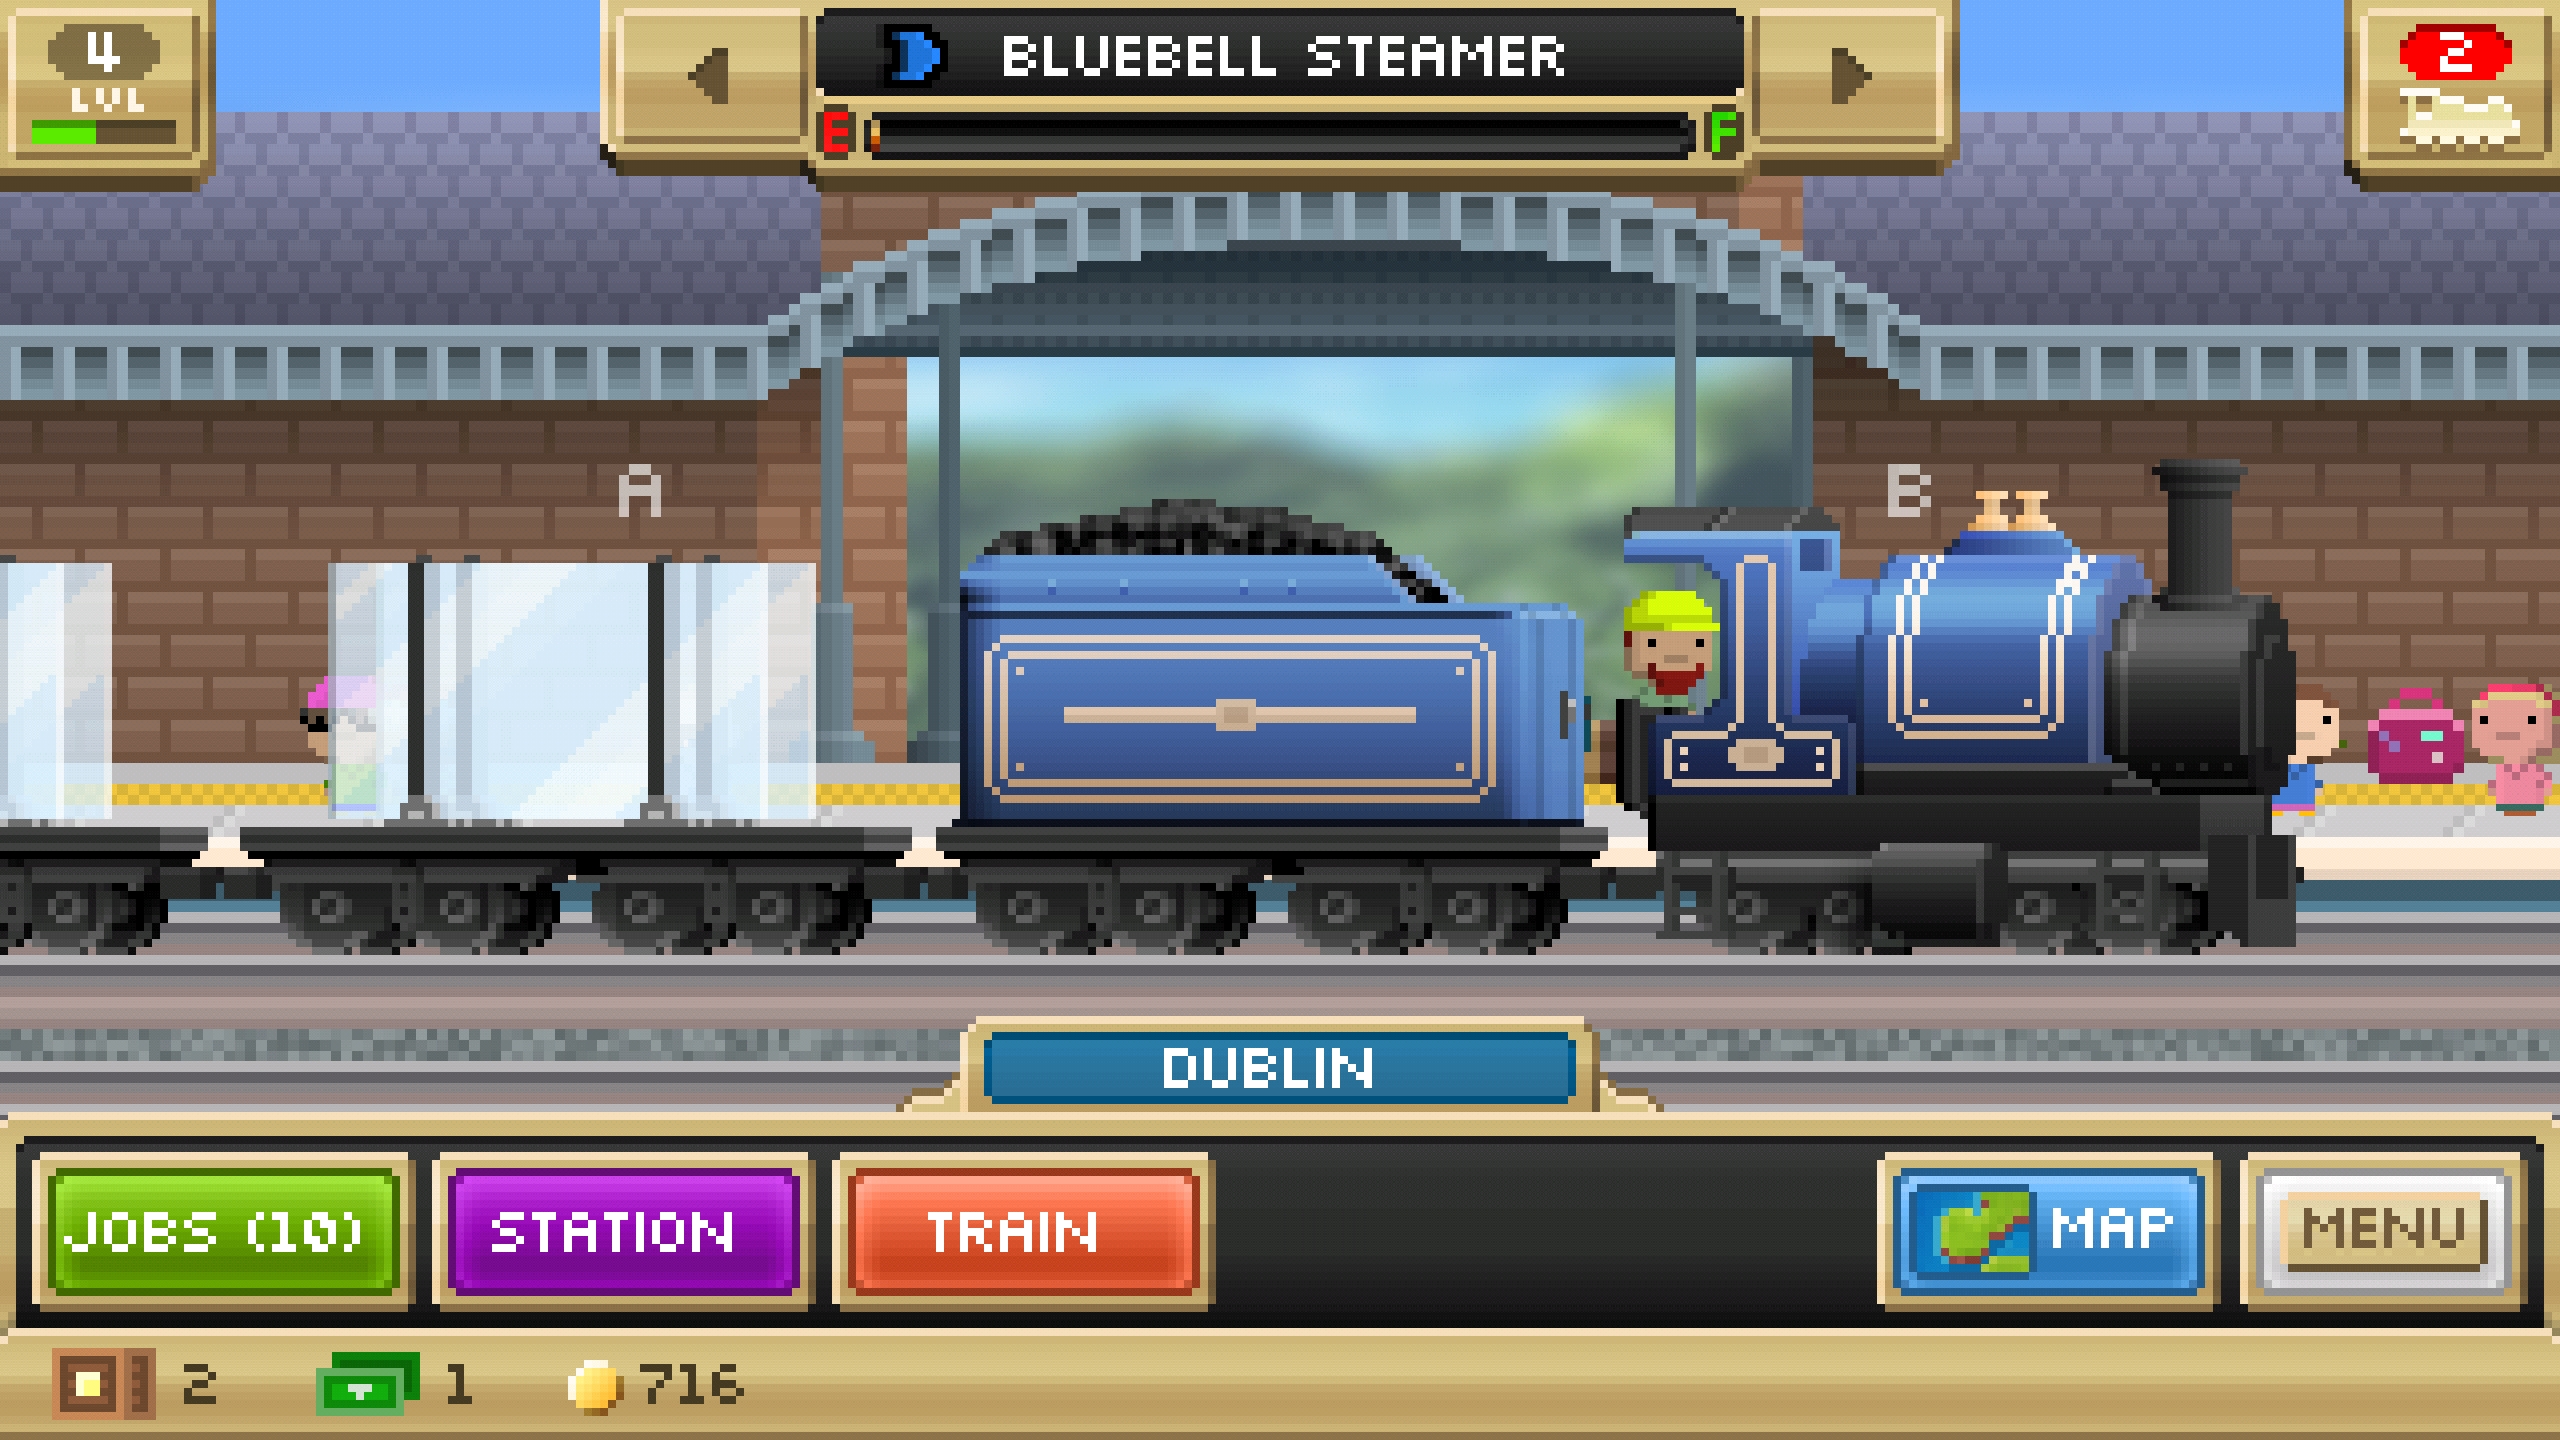 4
LVL
BLUEBELL STEAMER
E F
2
A
B
DUBLIN
JOBS (10)
STATION
TRAIN
MAP
MENU
2
1
716